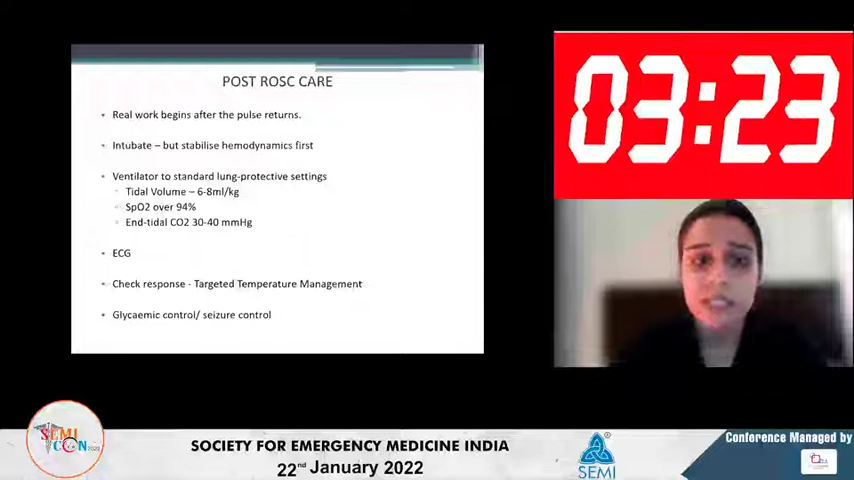 POST ROSC CARE
Real work begins after the pulse returns.
Intubate – but stabilise hemodynamics first
Ventilator to standard lung-protective settings
Tidal Volume – 6-8ml/kg
SpO2 over 94%
End-tidal CO2 30-40 mmHg
ECG
Check response - Targeted Temperature Management
Glycaemic control/ seizure control
03:23
SEMI
CON 2022
SOCIETY FOR EMERGENCY MEDICINE INDIA
22nd January 2022
SEMI
Conference Managed by